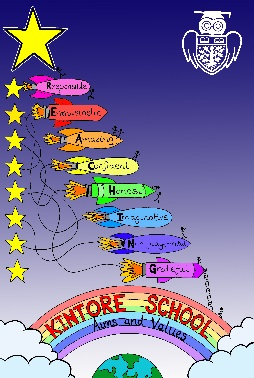 Responsible
Enthusiastic
Amazing
Confident
Honest
Imaginative
Grateful
KINTORE SCHOOL
Aims and Values